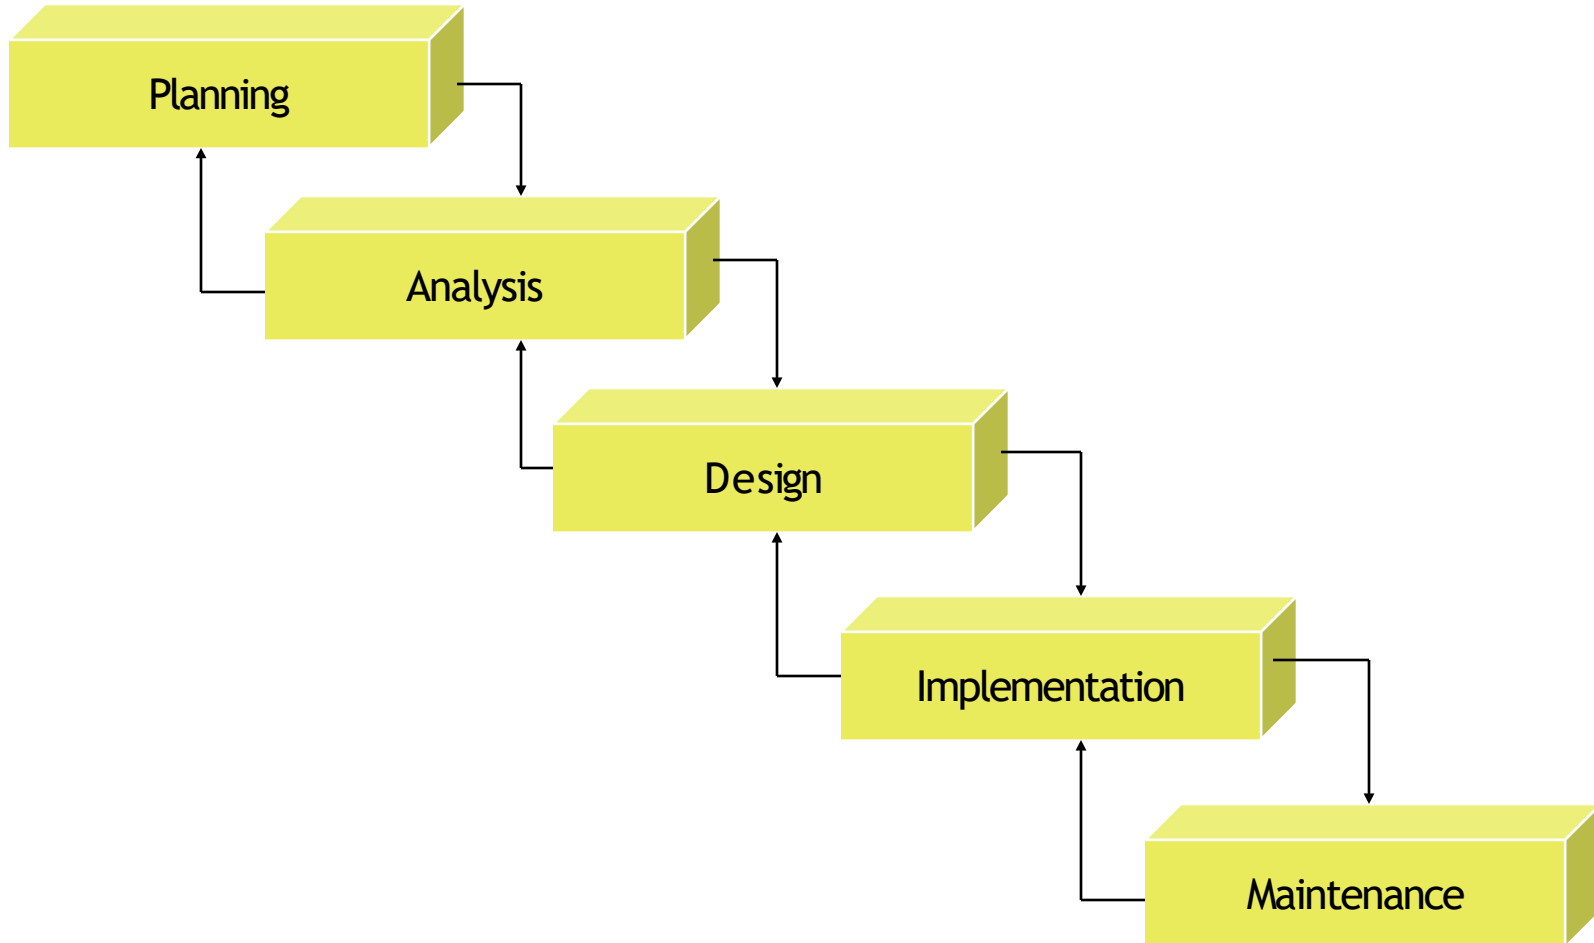 Planning
Analysis
Design
Implementation
Maintenance